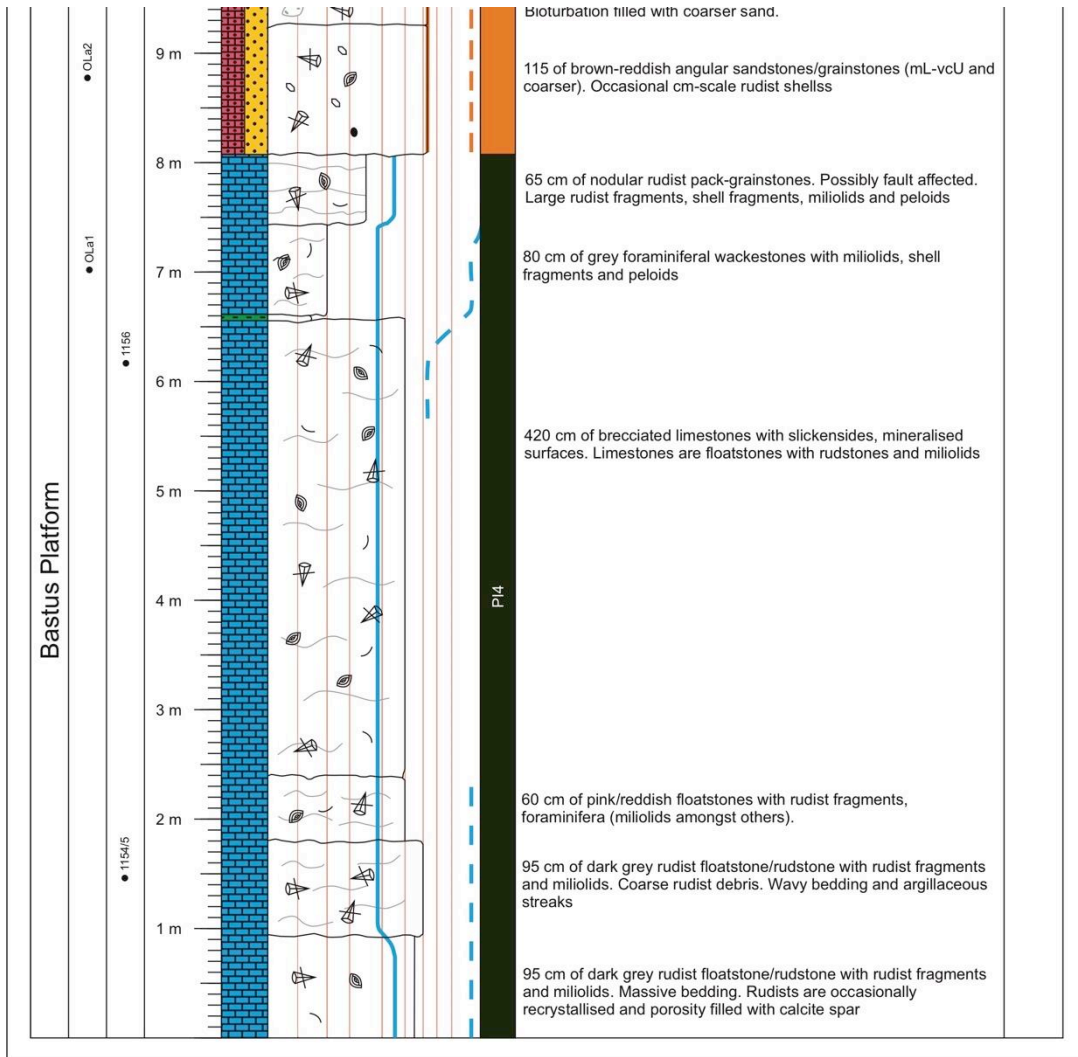 Bioturbation filled with coarser sand.
9 m
OLa2
115 of brown-reddish angular sandstones/grainstones (mL-vcU and
coarser). Occasional cm-scale rudist shellss
8 m
65 cm of nodular rudist pack-grainstones. Possibly fault affected.
Large rudist fragments, shell fragments, miliolids and peloids
OLa1
7 m
80 cm of grey foraminiferal wackestones with miliolids, shell
fragments and peloids
1156
6 m
420 cm of brecciated limestones with slickensides, mineralised
surfaces. Limestones are floatstones with rudstones and miliolids
5 m
Bastus Platform
4 m
PI4
3 m
60 cm of pink/reddish floatstones with rudist fragments,
foraminifera (miliolids amongst others).
2 m
1154/5
95 cm of dark grey rudist floatstone/rudstone with rudist fragments
and miliolids. Coarse rudist debris. Wavy bedding and argillaceous
streaks
1 m
95 cm of dark grey rudist floatstone/rudstone with rudist fragments
and miliolids. Massive bedding. Rudists are occasionally
recrystallised and porosity filled with calcite spar